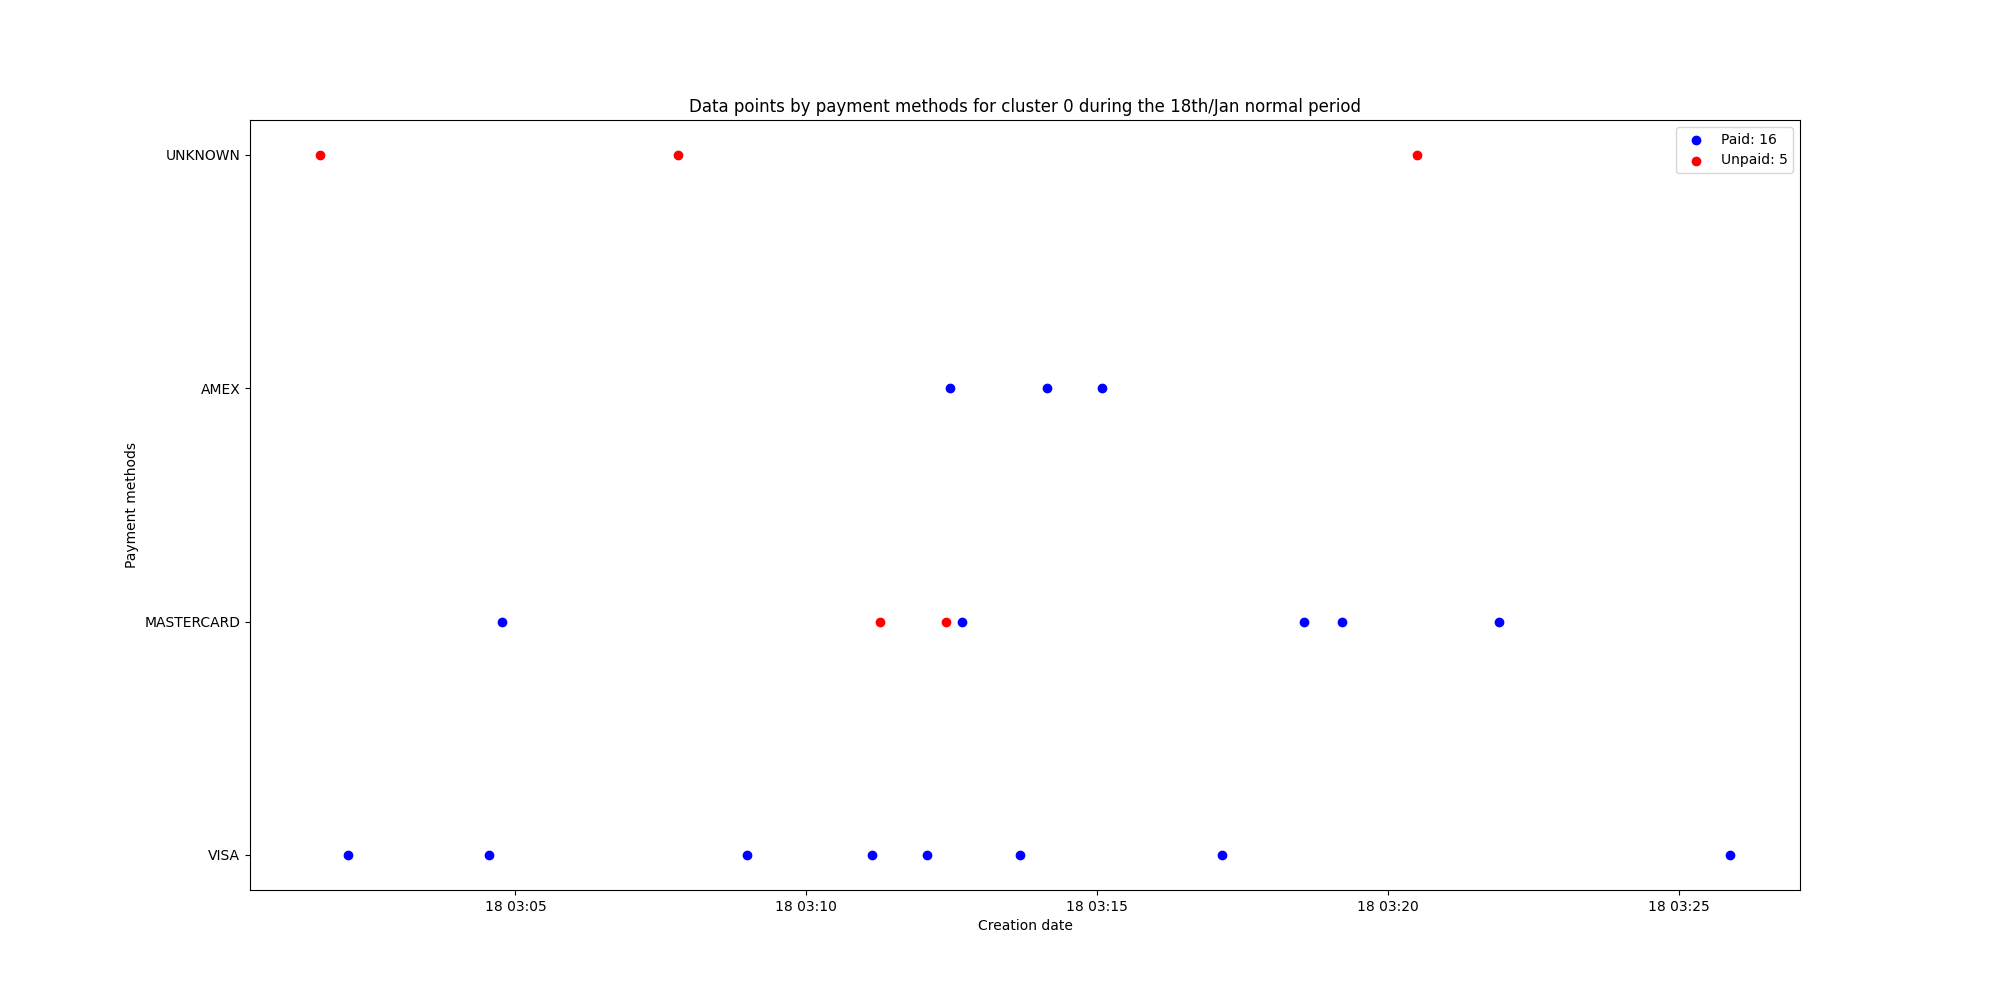 Data points by payment methods for cluster 0 during the 18th/Jan normal period
Paid: 16
Unpaid: 5
UNKNOWN
AMEX
MASTERCARD
VISA
Payment methods
18 03:05
18 03:10
18 03:15
18 03:20
18 03:25
Creation date